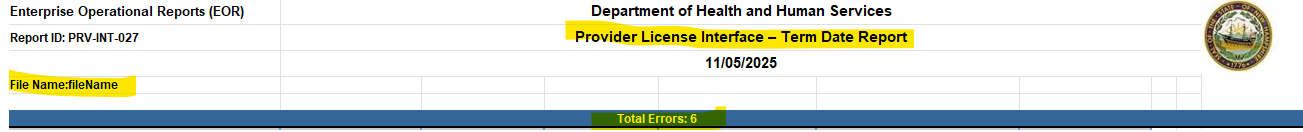 Enterprise Operational Reports (EOR)
Department of Health and Human Services
Report ID: PRV-INT-027
Provider License Interface – Term Date Report
11/05/2025
File Name:fileName
Total Errors: 6